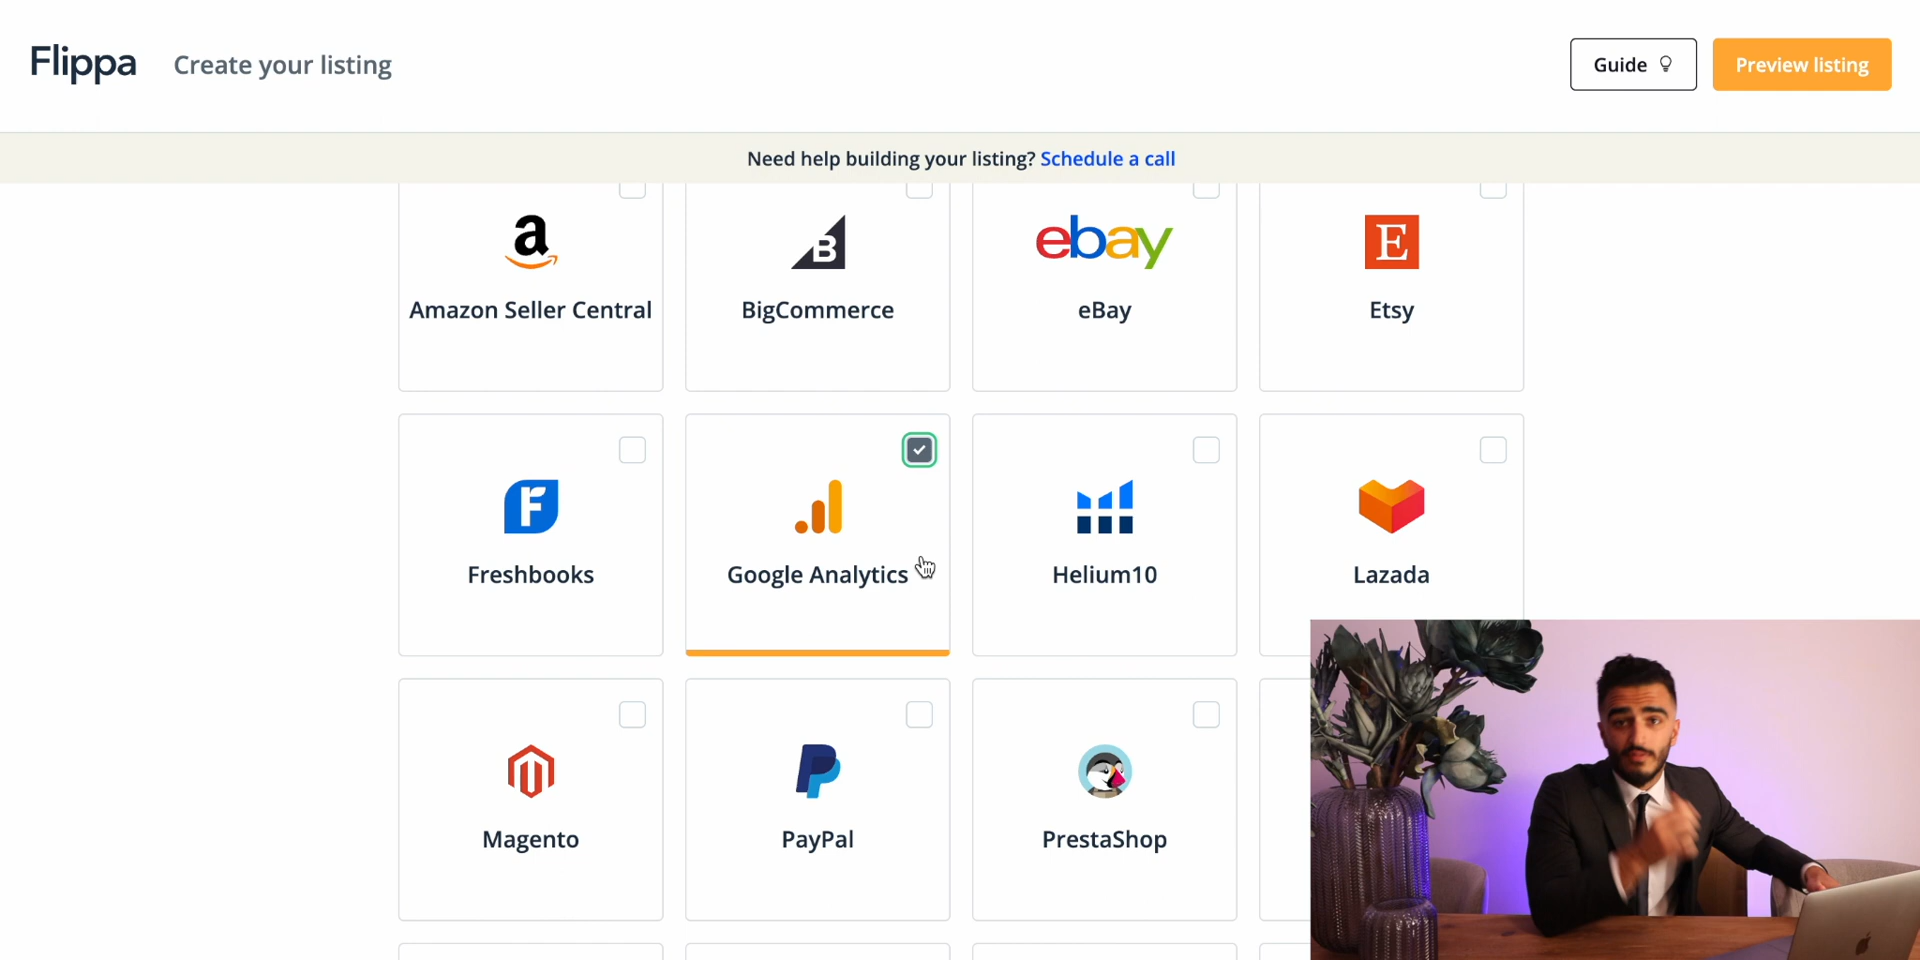 Flippa
Create your listing
Guide
Preview listing
Need help building your listing? Schedule a call
a
B
ebay
E
Amazon Seller Central
BigCommerce
eBay
Etsy
F
Freshbooks
Google Analytics
Helium10
Lazada
Magento
PayPal
PrestaShop